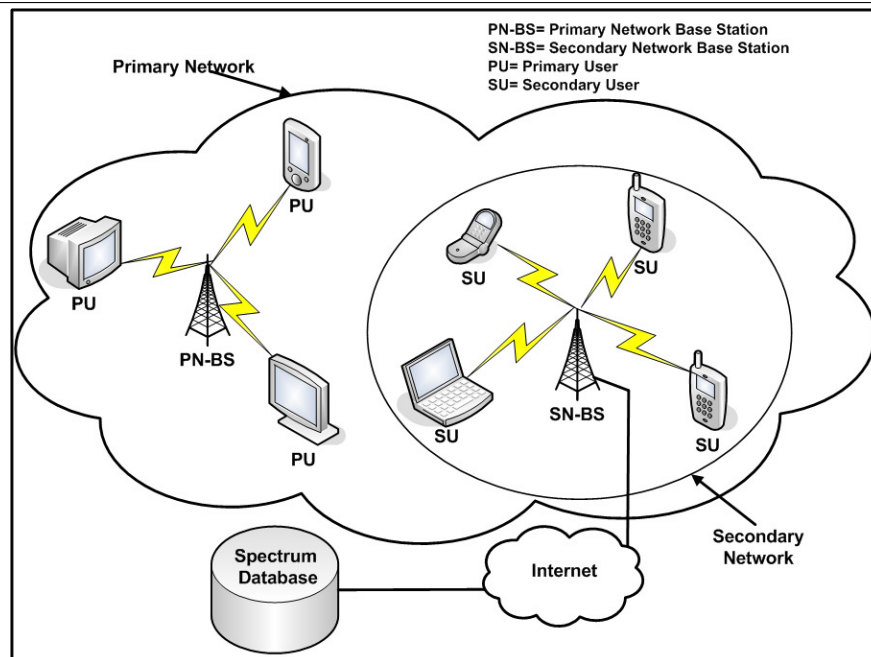 PN-BS= Primary Network Base Station
SN-BS= Secondary Network Base Station
PU= Primary User
SU= Secondary User
Primary Network
PU
SU
SU
PU
PN-BS
SU
SN-BS
SU
PU
Secondary
Network
Spectrum
Database
Internet